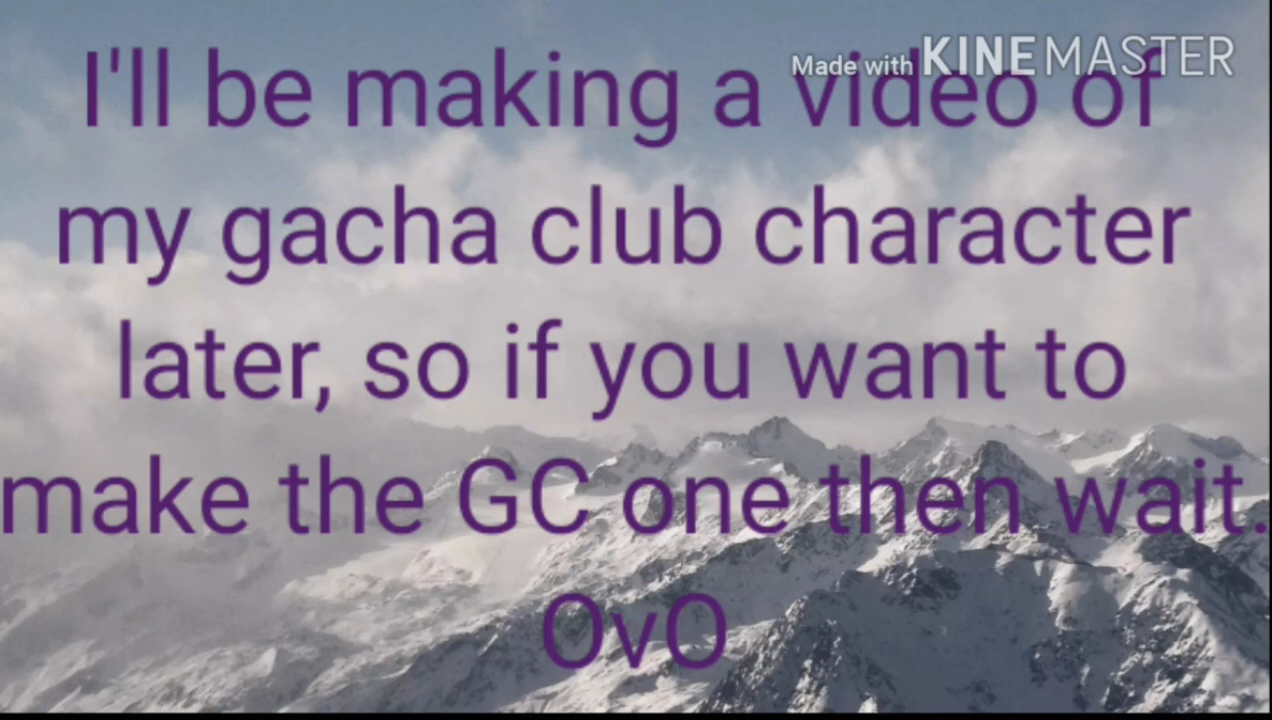 Made with KINEMASTER
I'll be making a video of
my gacha club character
later, so if you want to
make the GC one then wait.
OvO